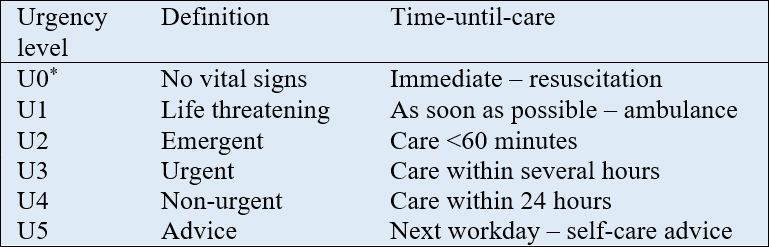 Urgency level Definition Time-until-care
U0* No vital signs Immediate – resuscitation
U1 Life threatening As soon as possible – ambulance
U2 Emergent Care <60 minutes
U3 Urgent Care within several hours
U4 Non-urgent Care within 24 hours
U5 Advice Next workday – self-care advice